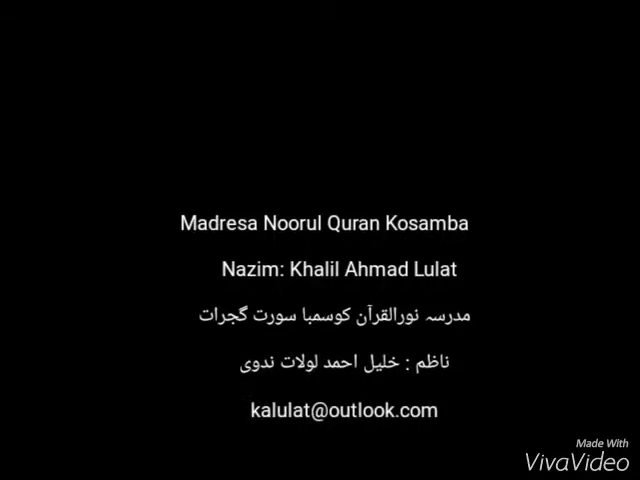 Madresa Noorul Quran Kosamba
Nazim: Khalil Ahmad Lulat
مدرسہ نورالقرآن کوسمبا سورت گجرات
ناظم : خلیل احمد لولات ندوی
kalulat@outlook.com
Made With
VivaVideo